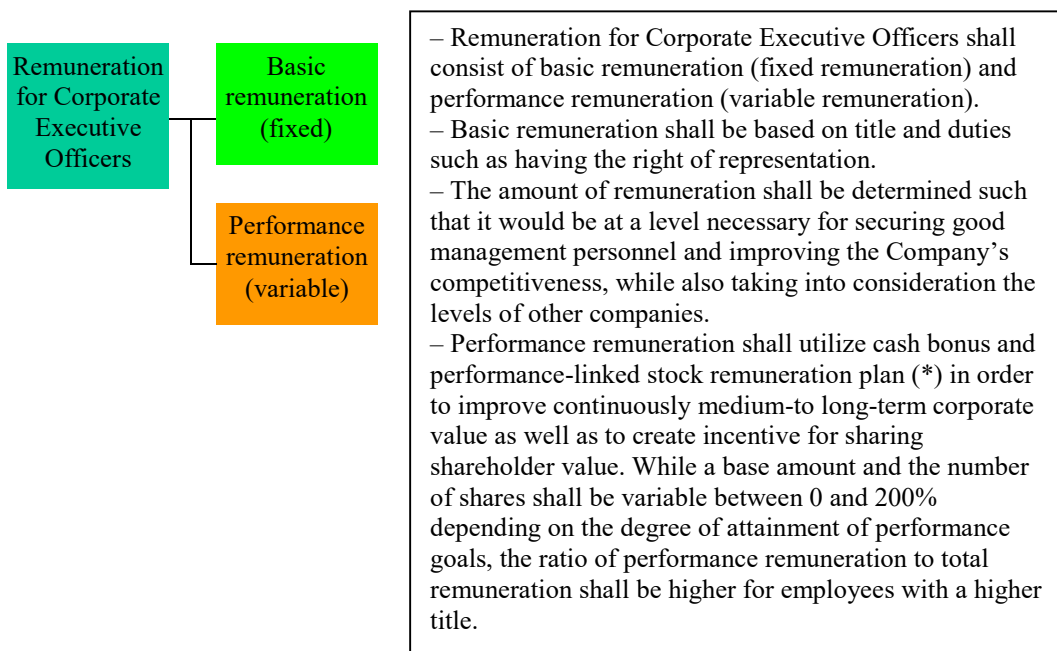 Remuneration
for Corporate
Executive
Officers
Basic
remuneration
(fixed)
Performance
remuneration
(variable)
– Remuneration for Corporate Executive Officers shall
consist of basic remuneration (fixed remuneration) and
performance remuneration (variable remuneration).
– Basic remuneration shall be based on title and duties
such as having the right of representation.
– The amount of remuneration shall be determined such
that it would be at a level necessary for securing good
management personnel and improving the Company’s
competitiveness, while also taking into consideration the
levels of other companies.
– Performance remuneration shall utilize cash bonus and
performance-linked stock remuneration plan (*) in order
to improve continuously medium-to long-term corporate
value as well as to create incentive for sharing
shareholder value. While a base amount and the number
of shares shall be variable between 0 and 200%
depending on the degree of attainment of performance
goals, the ratio of performance remuneration to total
remuneration shall be higher for employees with a higher
title.